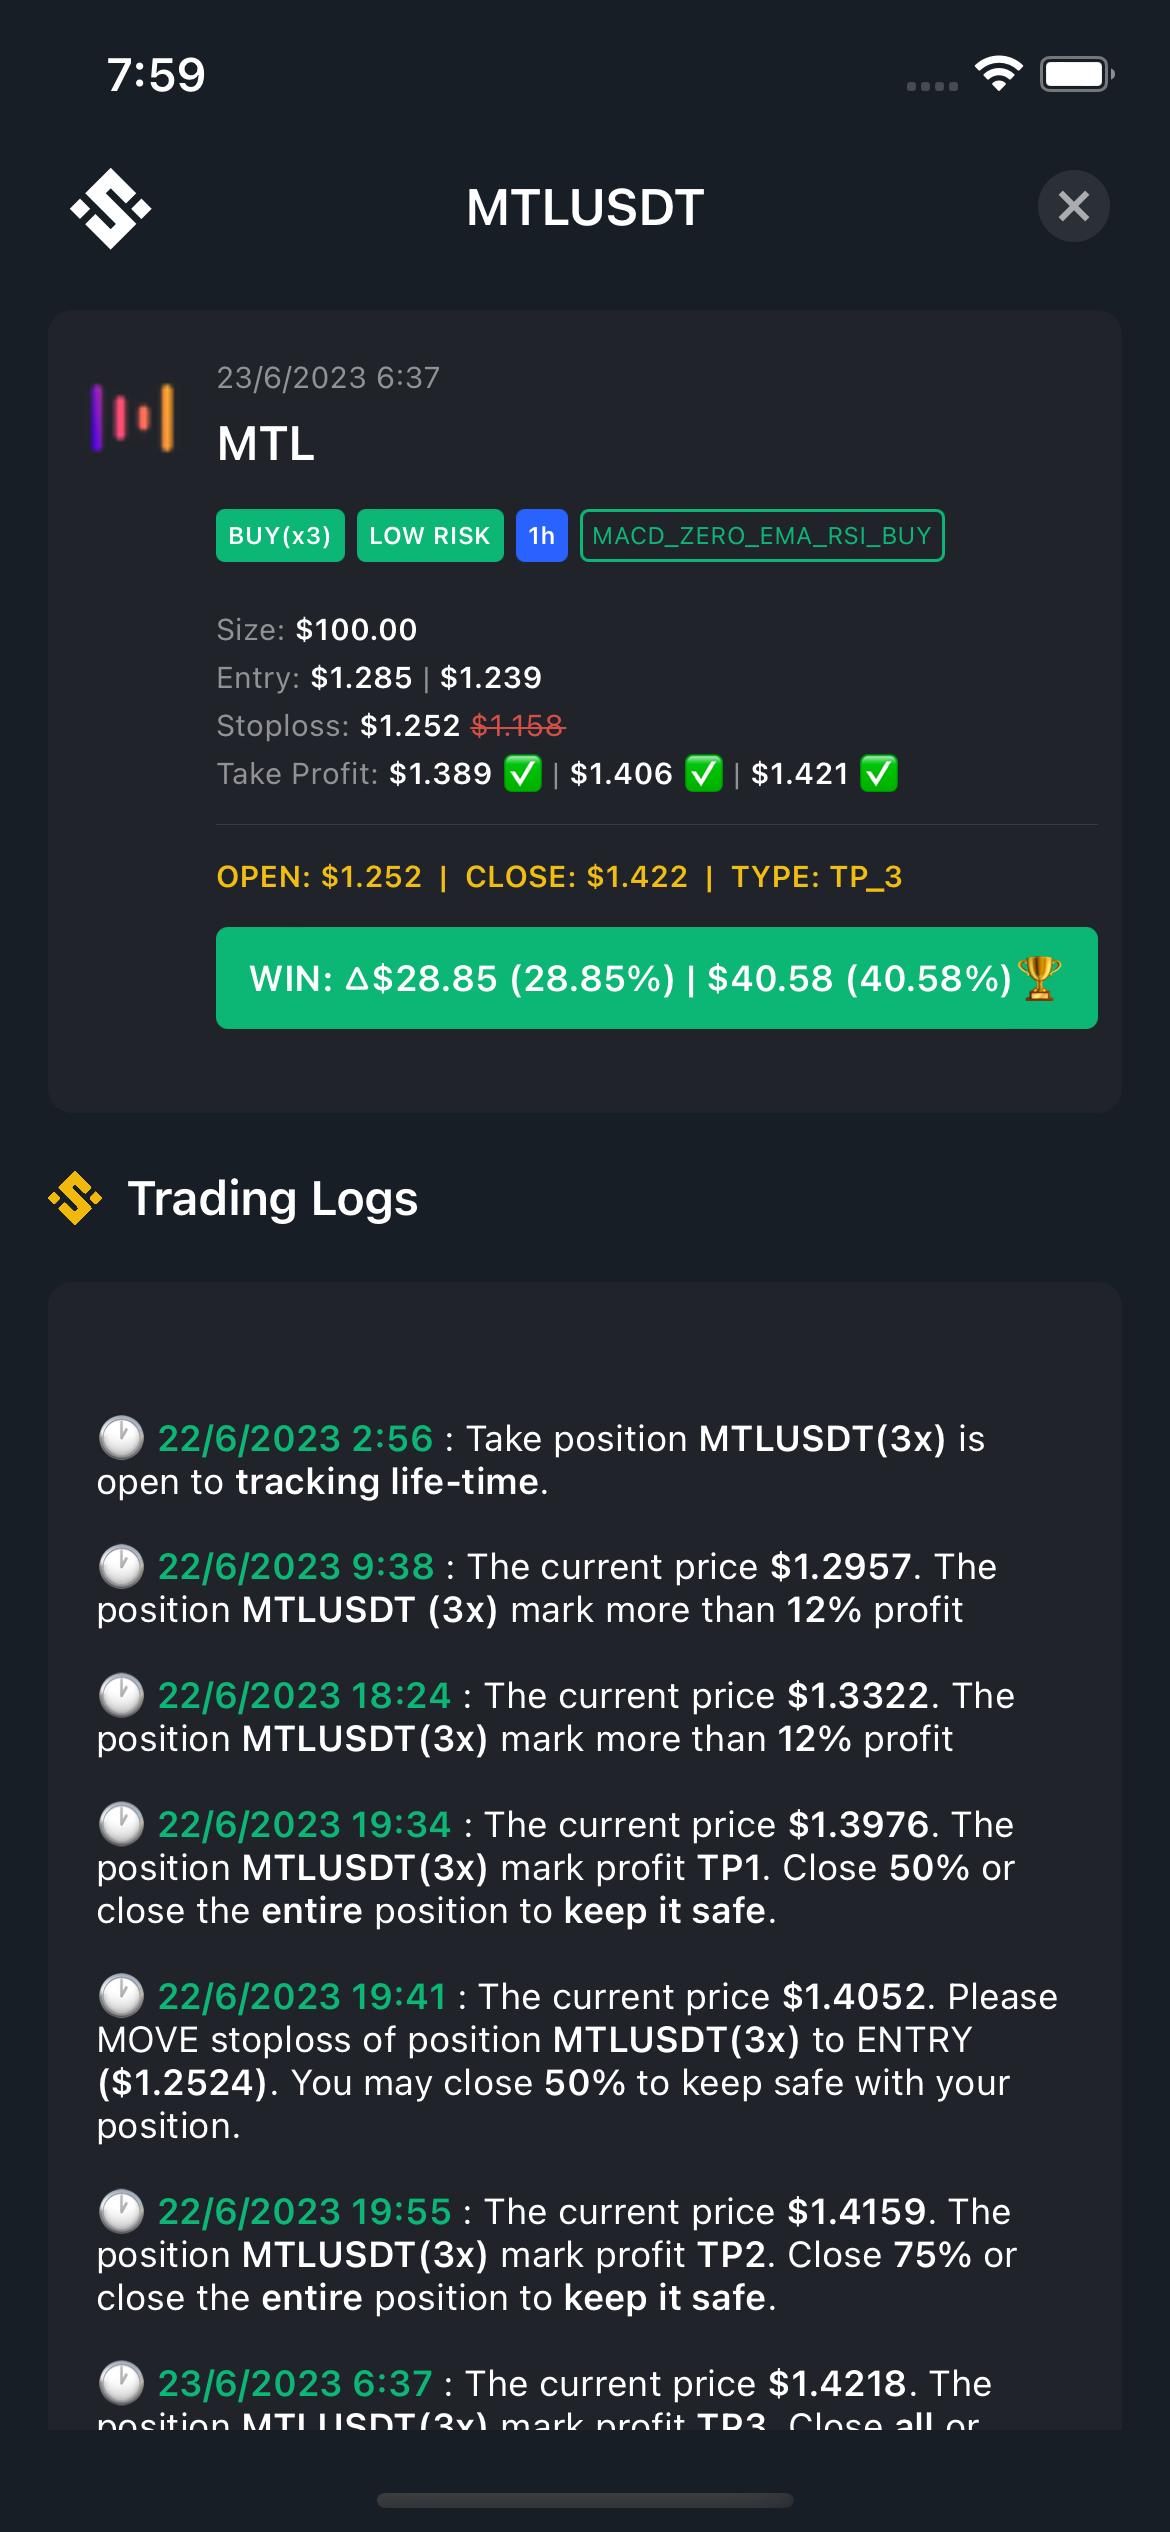 7:59
MTLUSDT
23/6/2023 6:37
MTL
BUY(x3) LOW RISK 1h MACD_ZERO_EMA_RSI_BUY
Size: $100.00
Entry: $1.285 | $1.239
Stoploss: $1.252 $1.158
Take Profit: $1.389 ✅ | $1.406 ✅ | $1.421 ✅
OPEN: $1.252 | CLOSE: $1.422 | TYPE: TP_3
WIN: Δ$28.85 (28.85%) | $40.58 (40.58%)🏆
Trading Logs
🕐 22/6/2023 2:56 : Take position MTLUSDT(3x) is
open to tracking life-time.
🕐 22/6/2023 9:38 : The current price $1.2957. The
position MTLUSDT (3x) mark more than 12% profit
🕐 22/6/2023 18:24 : The current price $1.3322. The
position MTLUSDT(3x) mark more than 12% profit
🕐 22/6/2023 19:34 : The current price $1.3976. The
position MTLUSDT(3x) mark profit TP1. Close 50% or
close the entire position to keep it safe.
🕐 22/6/2023 19:41 : The current price $1.4052. Please
MOVE stoploss of position MTLUSDT(3x) to ENTRY
($1.2524). You may close 50% to keep safe with your
position.
🕐 22/6/2023 19:55 : The current price $1.4159. The
position MTLUSDT(3x) mark profit TP2. Close 75% or
close the entire position to keep it safe.
🕐 23/6/2023 6:37 : The current price $1.4218. The
position MTLUSDT(3x) mark profit TP3. Close all or